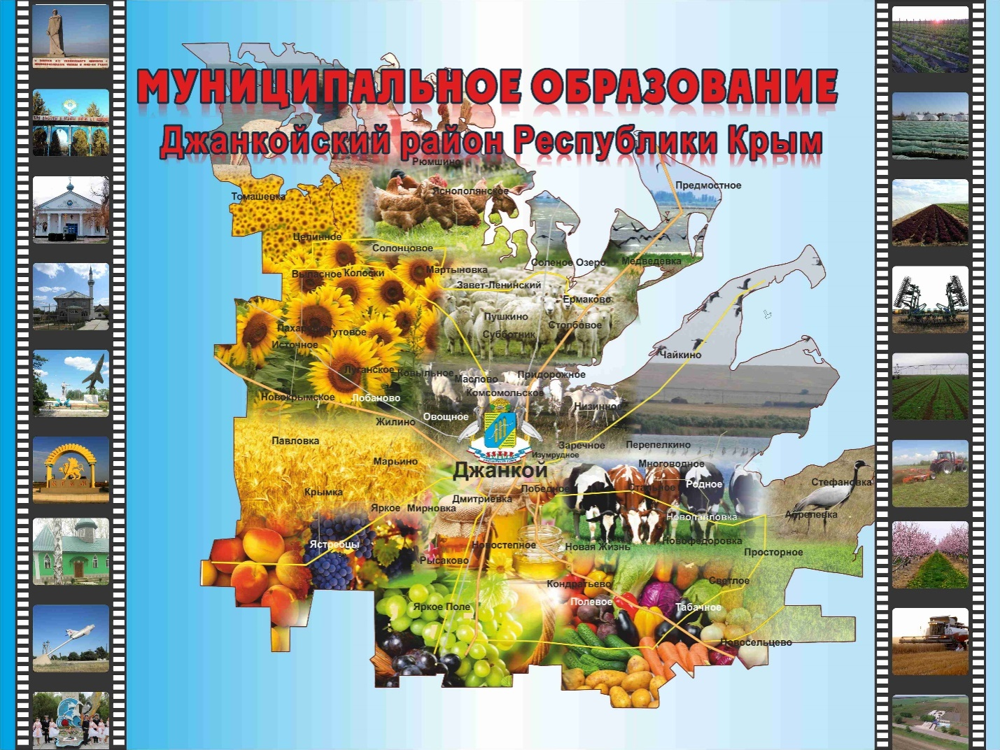 МУНИЦИПАЛЬНОЕ ОБРАЗОВАНИЕ
Джанкойский район Республики Крым
Рюмшино
Предмостное
Яснополянское
Томашевка
Целинное
Солонцовое
Медведевка
Соленое Озеро
Мартыновка
Выпасное
Колоски
Завет-Ленинский
Ермаково
Пушкино
Столбовое
Субботник
Тутовое
Источное
Чайкино
Луганское
Ковыльное
Маслово
Придорожное
Комсомольское
Новокрымское
Лобаново
Низинное
Овощное
Жилино
Павловка
Заречное
Перепелкино
Изумрудное
Марьино
Многоводное
Джанкой
Стефановка
Родное
Стальное
Победное
Крымка
Дмитриевка
Яркое
Мирновка
Новопавловка
Апрелевка
Ястребцы
Новостепное
Новая Жизнь
Новофедоровка
Просторное
Рысаково
Светлое
Кондратьево
Полевое
Табачное
Яркое Поле
Новосельцево